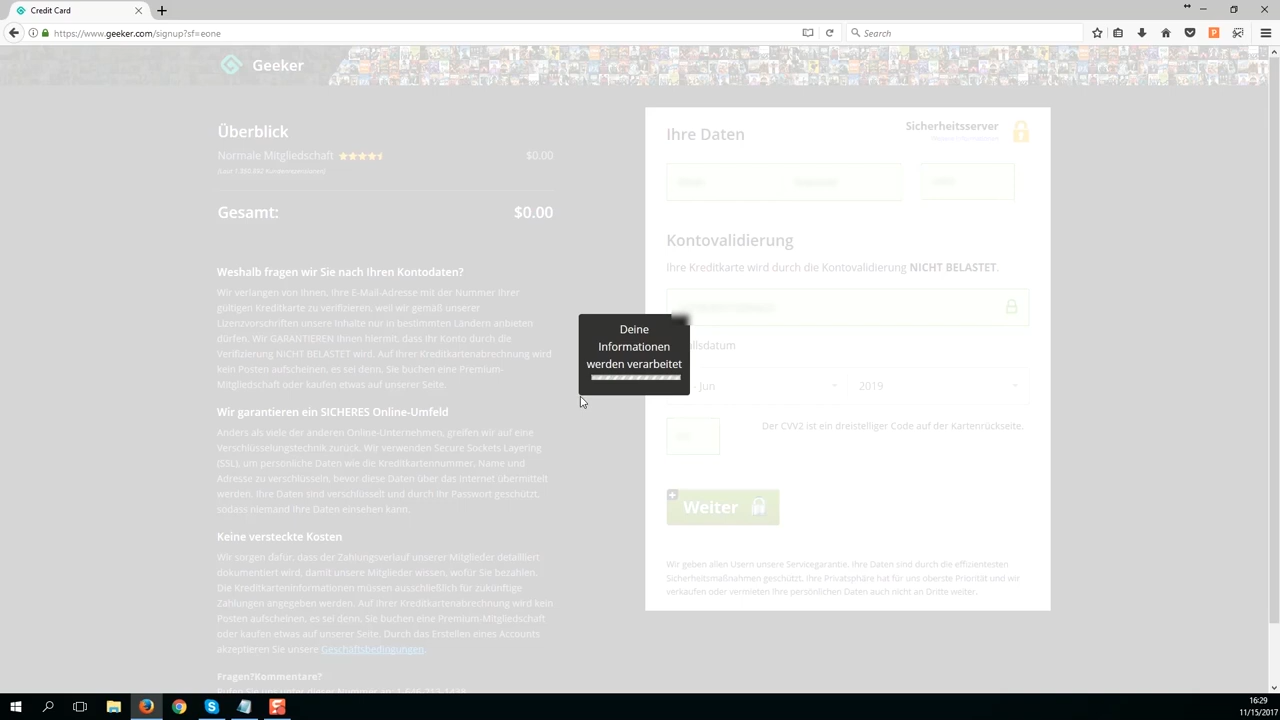 Credit Card
https://www.geeker.com/signup?sf=eone
Search
Geeker
Überblick
Normale Mitgliedschaft
$0.00
Gesamt:
$0.00
Weshalb fragen wir Sie nach Ihren Kontodaten?
Wir verlangen von Ihnen, Ihre E-Mail-Adresse mit der Nummer Ihrer
gültigen Kreditkarte zu verifizieren, weil wir gemäß unserer
Lizenzvorschriften unsere Inhalte nur in bestimmten Ländern anbieten
dürfen. Wir GARANTIEREN Ihnen hiermit, dass Ihr Konto durch die
Verifizierung NICHT BELASTET wird. Auf Ihrer Kreditkartenabrechnung wird
kein Posten aufscheinen, es sei denn, Sie buchen eine Premium-
Mitgliedschaft oder kaufen etwas auf unserer Seite.
Wir garantieren ein SICHERES Online-Umfeld
Anders als viele der anderen Online-Unternehmen, greifen wir auf eine
Verschlüsselungstechnik zurück. Wir verwenden Secure Sockets Layering
(SSL), um persönliche Daten wie die Kreditkartennummer, Name und
Adresse zu verschlüsseln, bevor diese Daten über das Internet übermittelt
werden. Ihre Daten sind verschlüsselt und durch Ihr Passwort geschützt,
sodass niemand Ihre Daten einsehen kann.
Keine versteckte Kosten
Wir sorgen dafür, dass der Zahlungsverlauf unserer Mitglieder detailliert
dokumentiert wird, damit unsere Mitglieder wissen, wofür Sie bezahlen.
Die Kreditkarteninformationen müssen ausschließlich für zukünftige
Zahlungen angegeben werden. Auf Ihrer Kreditkartenabrechnung wird kein
Posten aufscheinen, es sei denn, Sie buchen eine Premium-Mitgliedschaft
oder kaufen etwas auf unserer Seite. Durch das Erstellen eines Accounts
akzeptieren Sie unsere Geschäftsbedingungen.
Fragen?Kommentare?
Rufen Sie uns unter dieser Nummer an:
Ihre Daten
Sicherheitsserver
Kontovalidierung
Ihre Kreditkarte wird durch die Kontovalidierung NICHT BELASTET.
Deine
Informationen
werden verarbeitet
llsdatum
- Jun
2019
Der CVV2 ist ein dreistelliger Code auf der Kartenrückseite.
Weiter
Wir geben allen Usern unsere Servicegarantie. Ihre Daten sind durch die effizientesten
Sicherheitsmaßnahmen geschützt. Ihre Privatsphäre hat für uns oberste Priorität und wir
verkaufen oder vermieten Ihre persönlichen Daten auch nicht an Dritte weiter.
16:29
11/15/2017